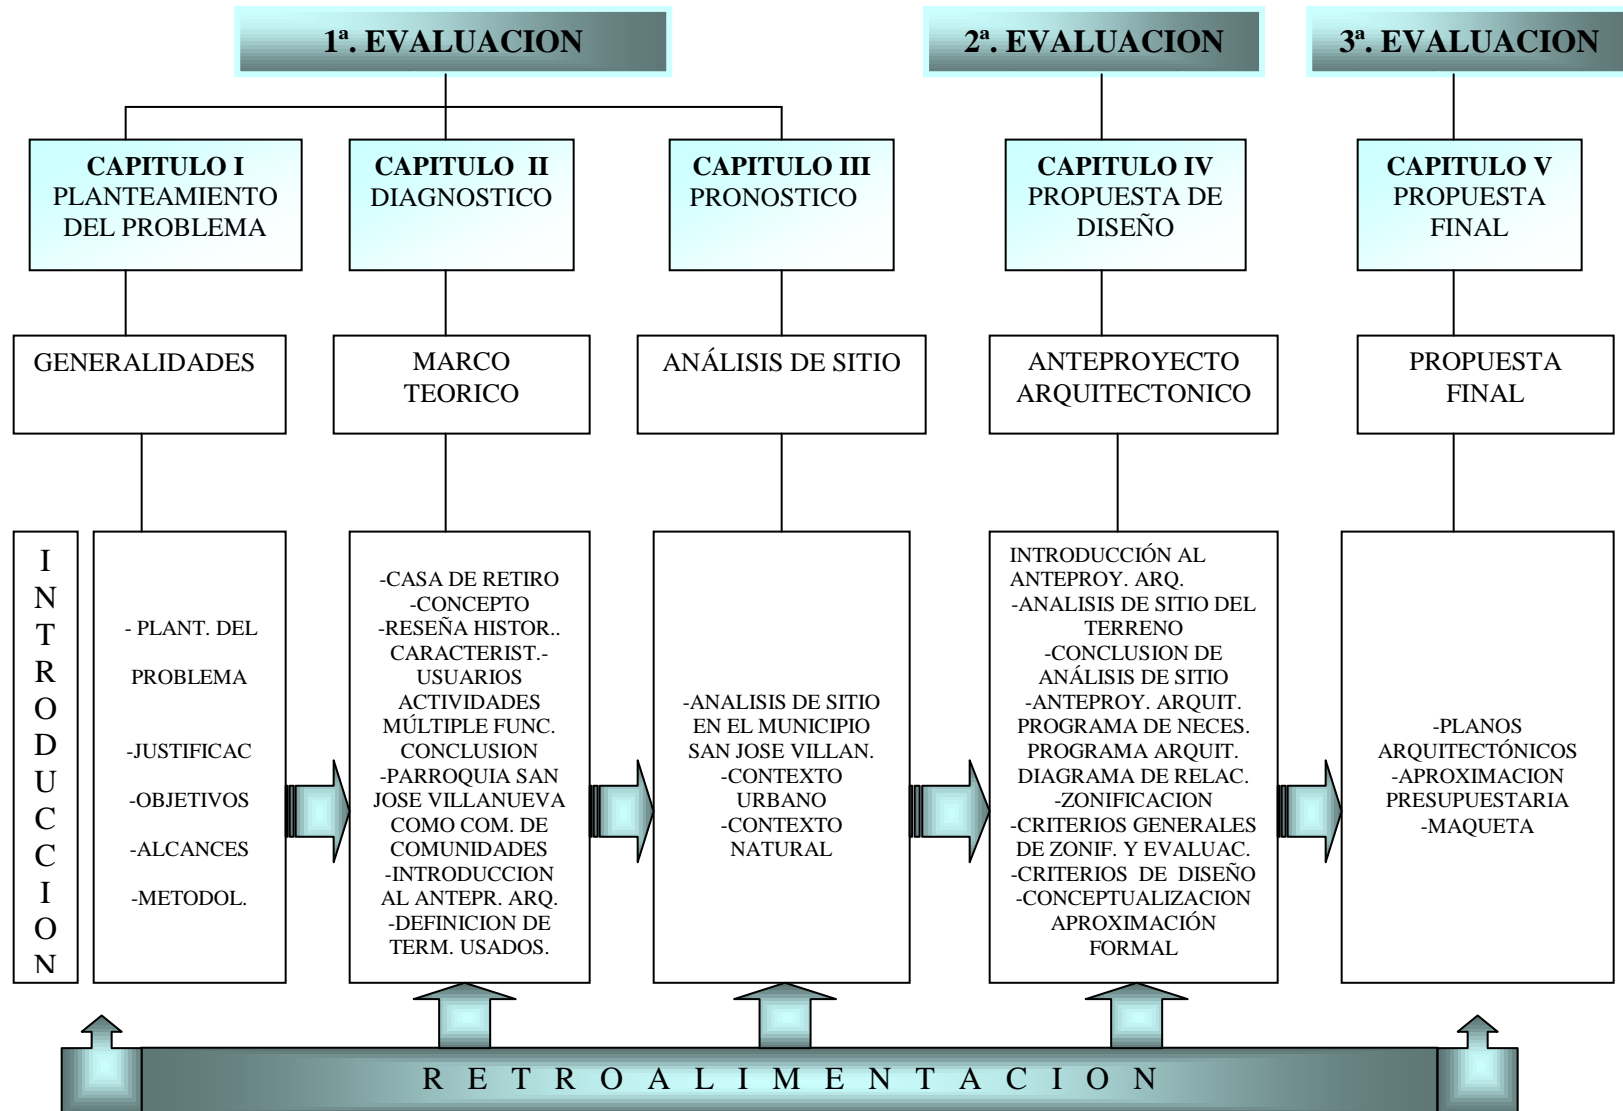 1ª. EVALUACION
2ª. EVALUACION
3ª. EVALUACION
CAPITULO I
PLANTEAMIENTO
DEL PROBLEMA
CAPITULO II
DIAGNOSTICO
CAPITULO III
PRONOSTICO
CAPITULO IV
PROPUESTA DE
DISEÑO
CAPITULO V
PROPUESTA
FINAL
GENERALIDADES
MARCO
TEORICO
ANÁLISIS DE SITIO
ANTEPROYECTO
ARQUITECTONICO
PROPUESTA
FINAL
I
N
T
R
O
D
U
C
C
I
O
N
- PLANT. DEL
PROBLEMA
-JUSTIFICAC
-OBJETIVOS
-ALCANCES
-METODOL.
-CASA DE RETIRO
-CONCEPTO
-RESEÑA HISTOR..
CARACTERIST.-
USUARIOS
ACTIVIDADES
MÚLTIPLE FUNC.
CONCLUSION
-PARROQUIA SAN
JOSE VILLANUEVA
COMO COM. DE
COMUNIDADES
-INTRODUCCION
AL ANTEPR. ARQ.
-DEFINICION DE
TERM. USADOS.
-ANALISIS DE SITIO
EN EL MUNICIPIO
SAN JOSE VILLAN.
-CONTEXTO
URBANO
-CONTEXTO
NATURAL
INTRODUCCIÓN AL
ANTEPROY. ARQ.
-ANALISIS DE SITIO DEL
TERRENO
-CONCLUSION DE
ANÁLISIS DE SITIO
-ANTEPROY. ARQUIT.
PROGRAMA DE NECES.
PROGRAMA ARQUIT.
DIAGRAMA DE RELAC.
-ZONIFICACION
-CRITERIOS GENERALES
DE ZONIF. Y EVALUAC.
-CRITERIOS DE DISEÑO
-CONCEPTUALIZACION
APROXIMACIÓN
FORMAL
-PLANOS
ARQUITECTÓNICOS
-APROXIMACION
PRESUPUESTARIA
-MAQUETA
R E T R O A L I M E N T A C I O N